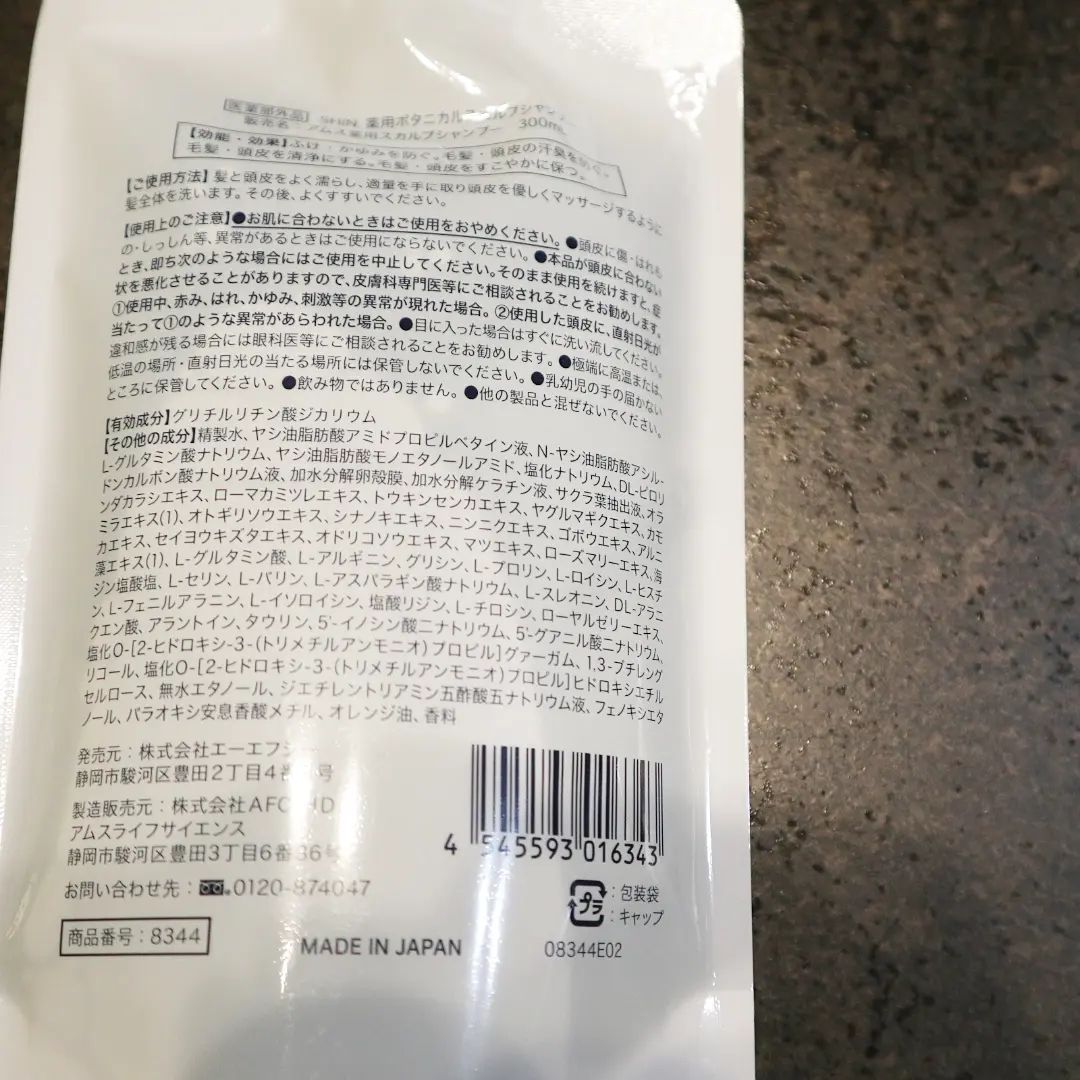 医薬部外品 SHIN 薬用ボタニカルスカルプシャンプー
販売名 アムス薬用スカルプシャンプー 300mL
【効能・効果】ふけ・かゆみを防ぐ。毛髪・頭皮の汗臭を防ぐ。
毛髪・頭皮を清浄にする。毛髪・頭皮をすこやかに保つ。
【ご使用方法】髪と頭皮をよく濡らし、適量を手に取り頭皮を優しくマッサージするように
髪全体を洗います。その後、よくすすいでください。
【使用上のご注意】●お肌に合わないときはご使用をおやめください。●頭皮に傷・はれも
の・しっしん等、異常があるときはご使用にならないでください。●本品が頭皮に合わない
とき、即ち次のような場合にはご使用を中止してください。そのまま使用を続けますと、症
状を悪化させることがありますので、皮膚科専門医等にご相談されることをお勧めします。
①使用中、赤み、はれ、かゆみ、刺激等の異常が現れた場合。②使用した頭皮に、直射日光が
当たって①のような異常があらわれた場合。●目に入った場合はすぐに洗い流してください。
違和感が残る場合には眼科医等にご相談されることをお勧めします。●極端に高温または、
低温の場所・直射日光の当たる場所には保管しないでください。●乳幼児の手の届かない
ところに保管してください。●飲み物ではありません。●他の製品と混ぜないでください。
【有効成分】グリチルリチン酸ジカリウム
【その他の成分】精製水、ヤシ油脂肪酸アミドプロピルベタイン液、N-ヤシ油脂肪酸アシル-
L-グルタミン酸ナトリウム、ヤシ油脂肪酸モノエタノールアミド、塩化ナトリウム、DL-ピロリ
ドンカルボン酸ナトリウム液、加水分解卵殻膜、加水分解ケラチン液、サクラ葉抽出液、オラ
ンダカラシエキス、ローマカミツレエキス、トウキンセンカエキス、ヤグルマギクエキス、カモ
ミラエキス(1)、オトギリソウエキス、シナノキエキス、ニンニクエキス、ゴボウエキス、アルニ
カエキス、セイヨウキズタエキス、オドリコソウエキス、マツエキス、ローズマリーエキス、海
藻エキス(1)、L-グルタミン酸、L-アルギニン、グリシン、L-プロリン、L-ロイシン、L-ヒスチ
ジン塩酸塩、L-セリン、L-バリン、L-アスパラギン酸ナトリウム、L-スレオニン、DL-アラニ
ン、L-フェニルアラニン、L-イソロイシン、塩酸リジン、L-チロシン、ローヤルゼリーエキス、
クエン酸、アラントイン、タウリン、5'-イノシン酸二ナトリウム、5'-グアニル酸二ナトリウム、
塩化O-[2-ヒドロキシ-3-(トリメチルアンモニオ)プロピル]グァーガム、1,3-ブチレング
リコール、塩化O-[2-ヒドロキシ-3-(トリメチルアンモニオ)プロピル]ヒドロキシエチル
セルロース、無水エタノール、ジエチレントリアミン五酢酸五ナトリウム液、フェノキシエタ
ノール、パラオキシ安息香酸メチル、オレンジ油、香料
発売元：株式会社エーエフシー
静岡市駿河区豊田2丁目4番 号
製造販売元：株式会社AFC-HD
アムスライフサイエンス
静岡市駿河区豊田3丁目6番36号
お問い合わせ先： 0120-874047
商品番号：8344
4 545593 016343
プラ ：包装袋
：キャップ
MADE IN JAPAN
08344E02